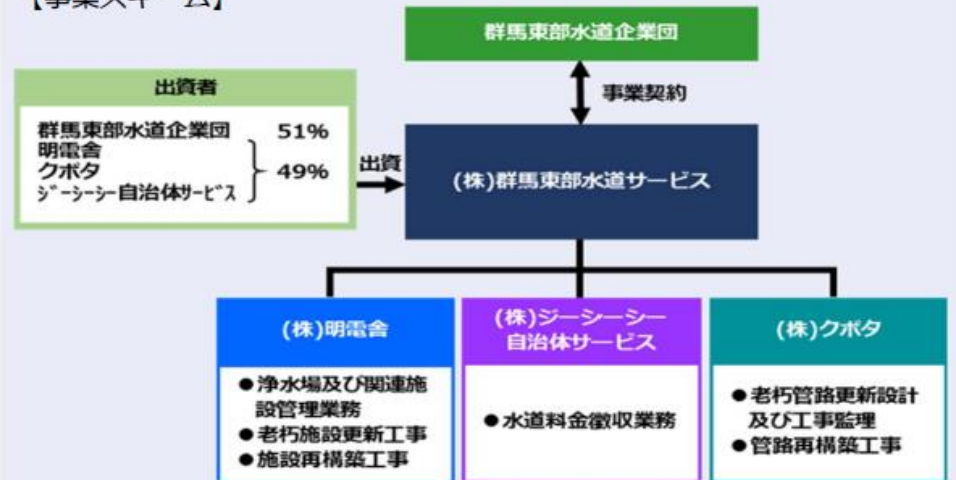 【事業スキーム】
群馬東部水道企業団
事業契約
出資者
群馬東部水道企業団 51%
明電舎
クボタ 49%
ジーシーシー自治体サービス
出資
(株)群馬東部水道サービス
(株)明電舎
●浄水場及び関連施
設管理業務
●老朽施設更新工事
●施設再構築工事
(株)ジーシーシー
自治体サービス
●水道料金徴収業務
(株)クボタ
●老朽管路更新設計
及び工事監理
●管路再構築工事